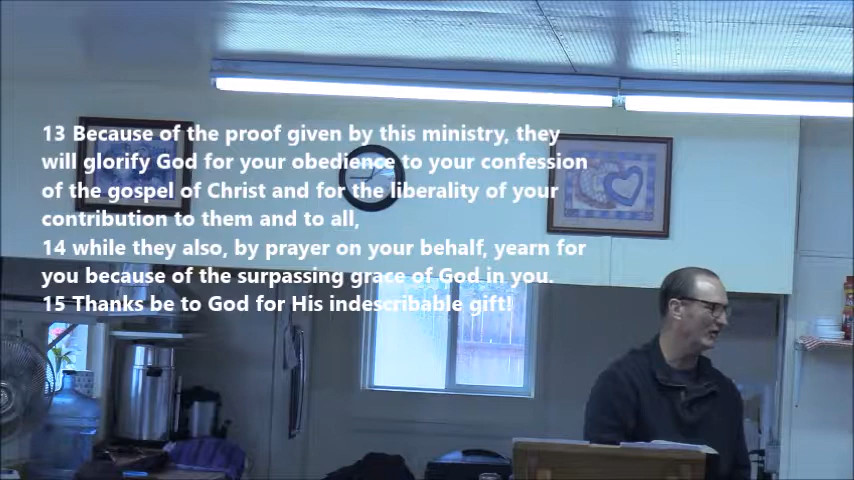 13 Because of the proof given by this ministry, they
will glorify God for your obedience to your confession
of the gospel of Christ and for the liberality of your
contribution to them and to all,
14 while they also, by prayer on your behalf, yearn for
you because of the surpassing grace of God in you.
15 Thanks be to God for His indescribable gift!